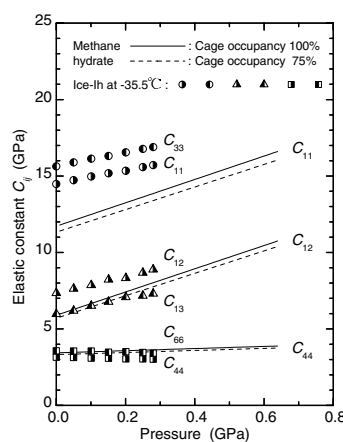 Methane ——— : Cage occupancy 100%
hydrate ------ : Cage occupancy 75%
Ice-Ih at -35.5℃ :
25
20
15
10
5
0
Elastic constant C_ij (GPa)
C33
C11
C11
C12
C12
C13
C66
C44
C44
0.0 0.2 0.4 0.6 0.8
Pressure (GPa)